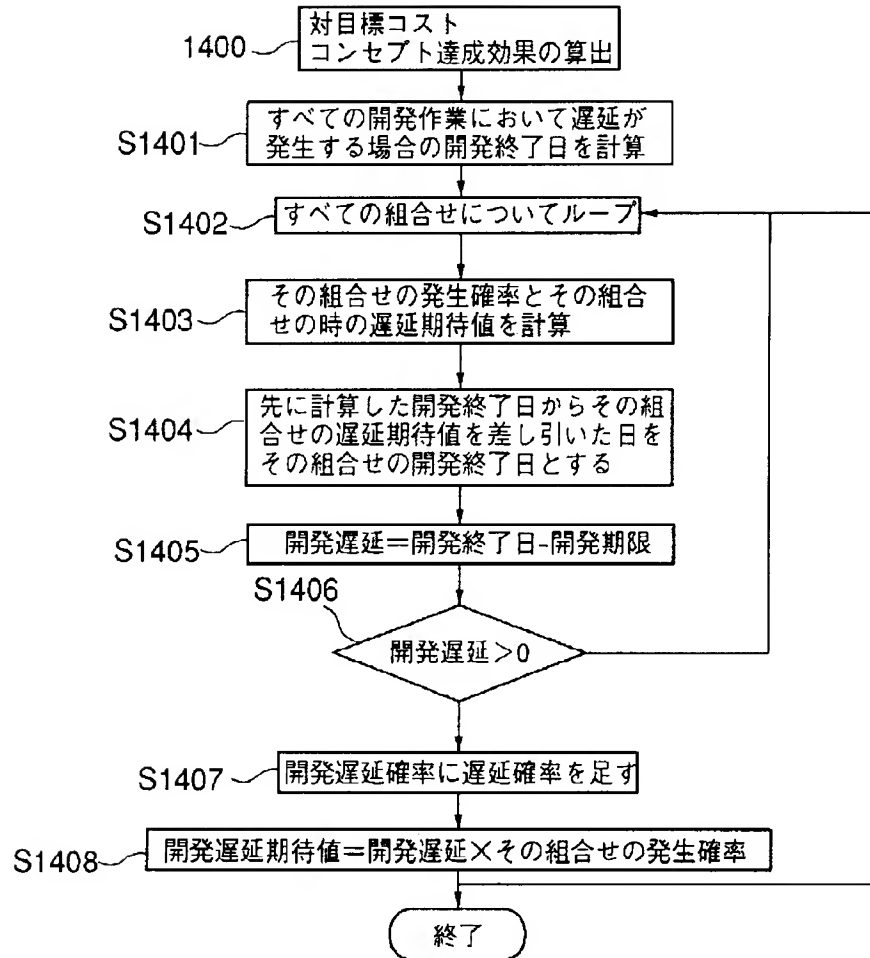 1400
対目標コスト
コンセプト達成効果の算出
S1401
すべての開発作業において遅延が
発生する場合の開発終了日を計算
S1402
すべての組合せについてループ
S1403
その組合せの発生確率とその組合
せの時の遅延期待値を計算
S1404
先に計算した開発終了日からその組
合せの遅延期待値を差し引いた日を
その組合せの開発終了日とする
S1405
開発遅延＝開発終了日-開発期限
S1406
開発遅延＞0
S1407
開発遅延確率に遅延確率を足す
S1408
開発遅延期待値＝開発遅延×その組合せの発生確率
終了